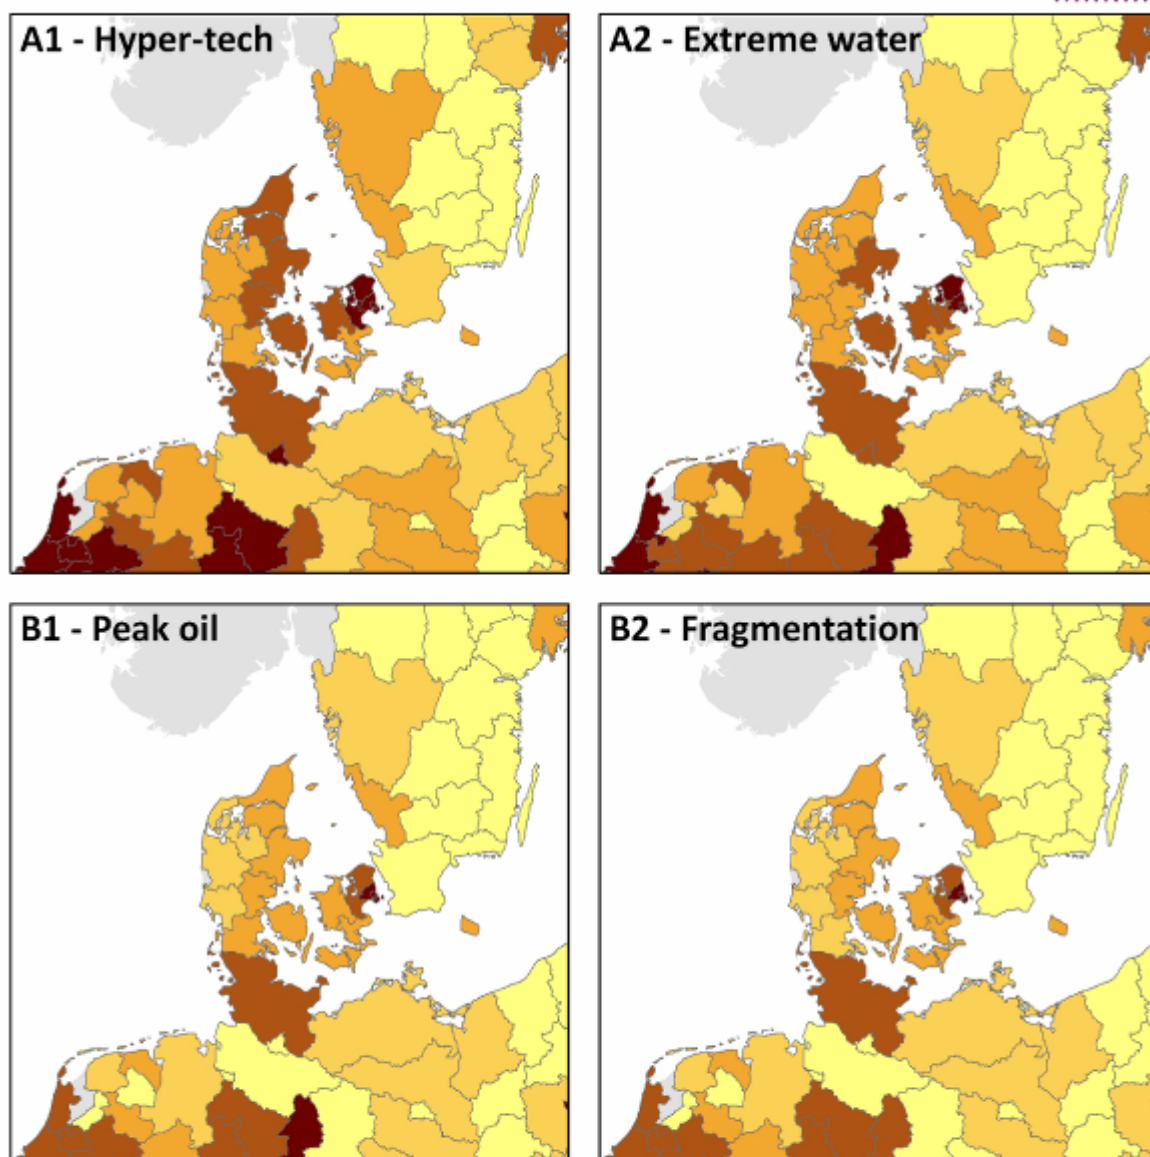 A1 - Hyper-tech
A2 - Extreme water
B1 - Peak oil
B2 - Fragmentation